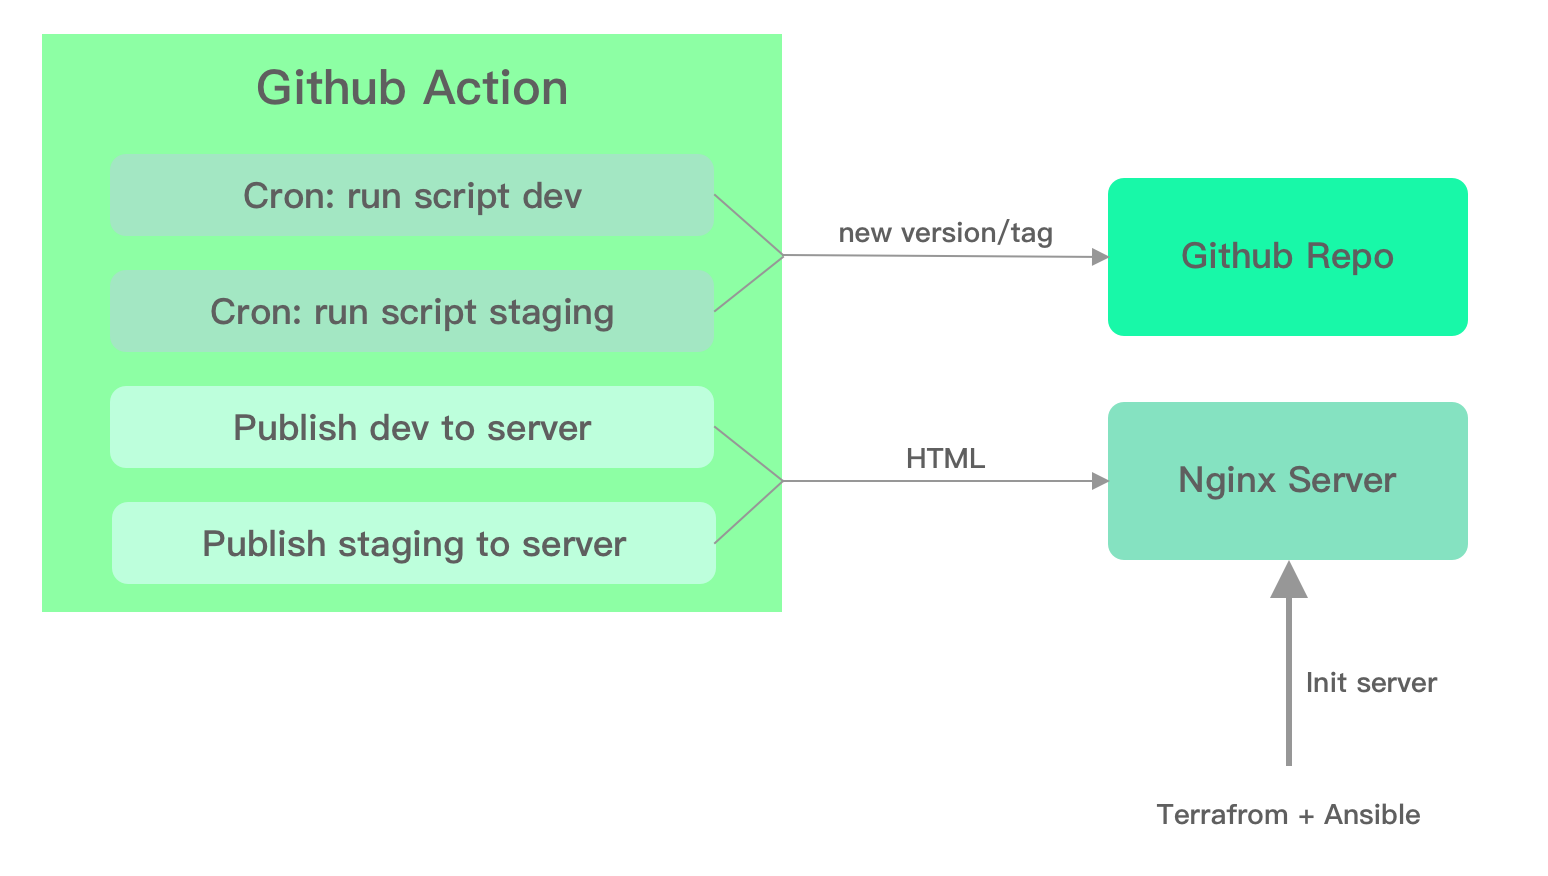 Github Action
Cron: run script dev
Cron: run script staging
Publish dev to server
Publish staging to server
new version/tag
Github Repo
HTML
Nginx Server
Init server
Terrafrom + Ansible